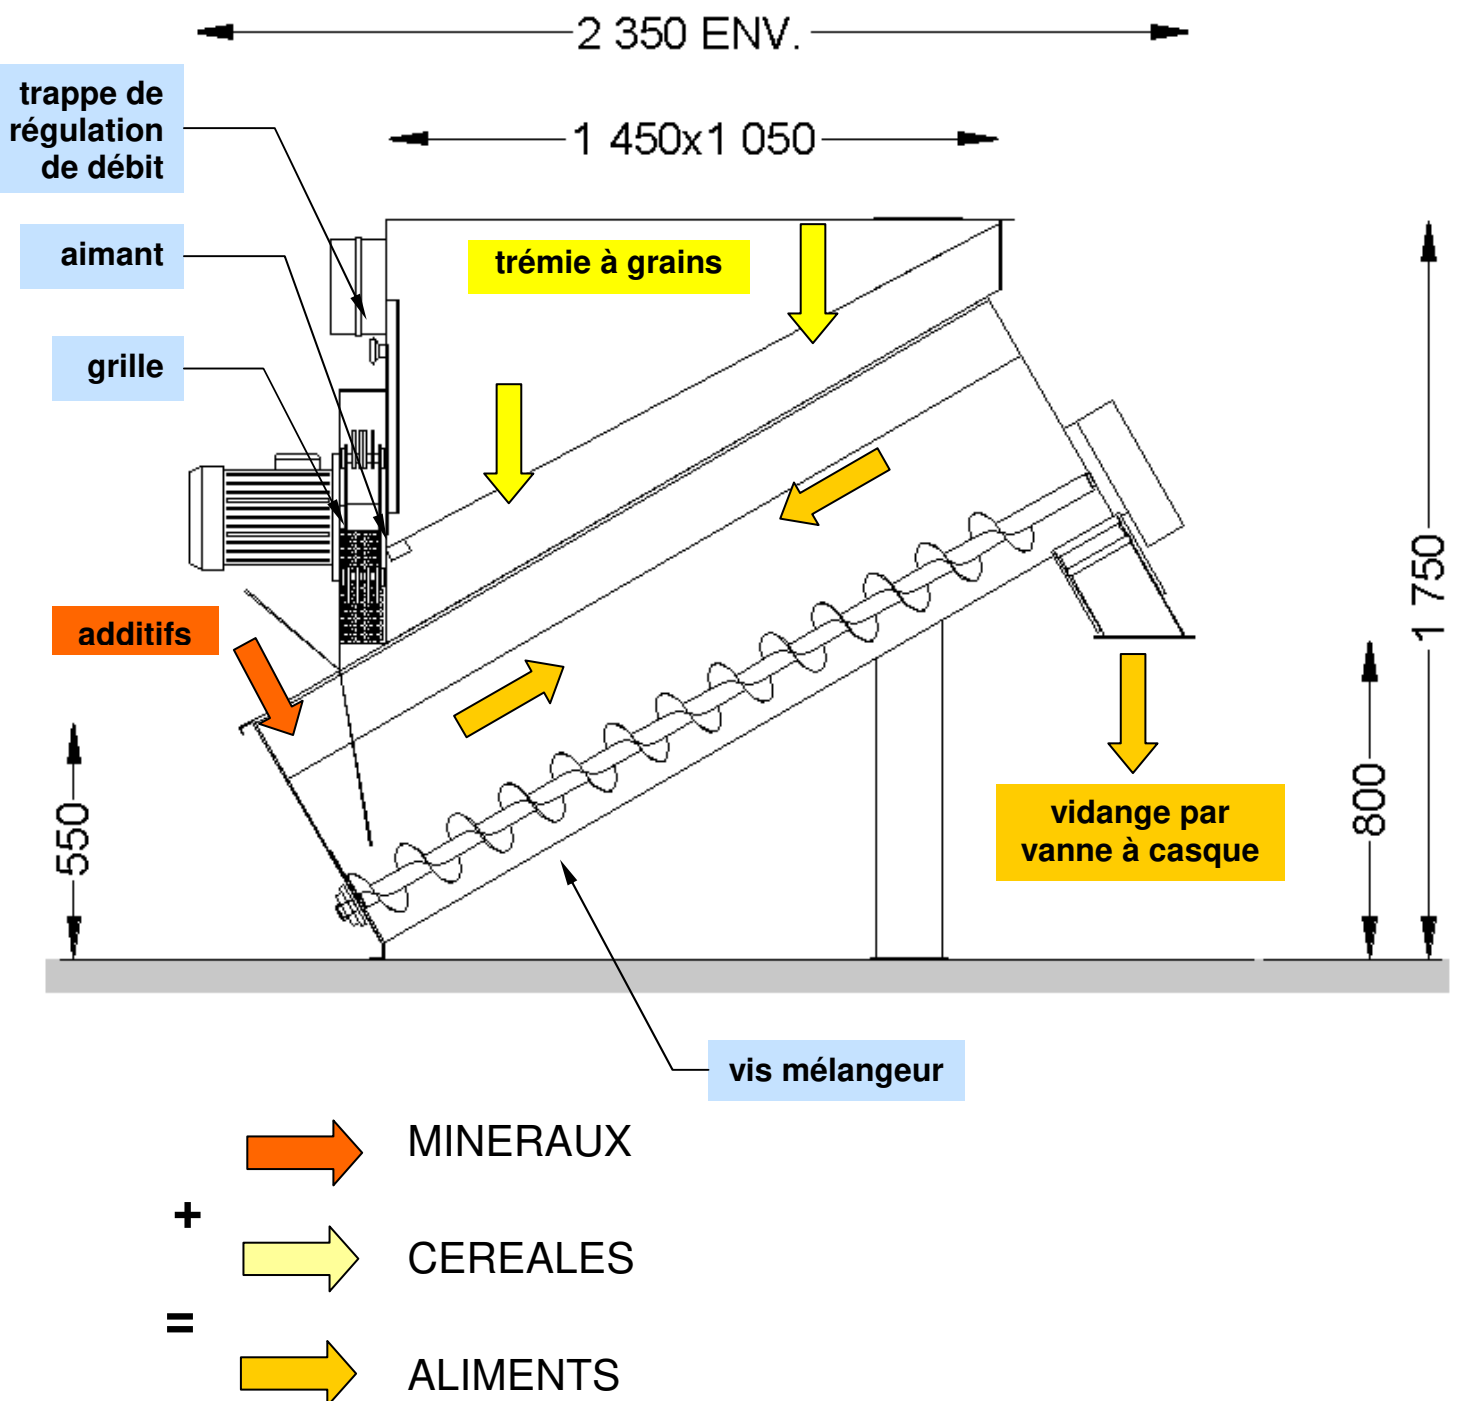 2 350 ENV.
trappe de
régulation
de débit
1 450x1 050
aimant
trémie à grains
grille
additifs
1 750
550
800
vidange par
vanne à casque
vis mélangeur
MINERAUX
+
CEREALES
=
ALIMENTS